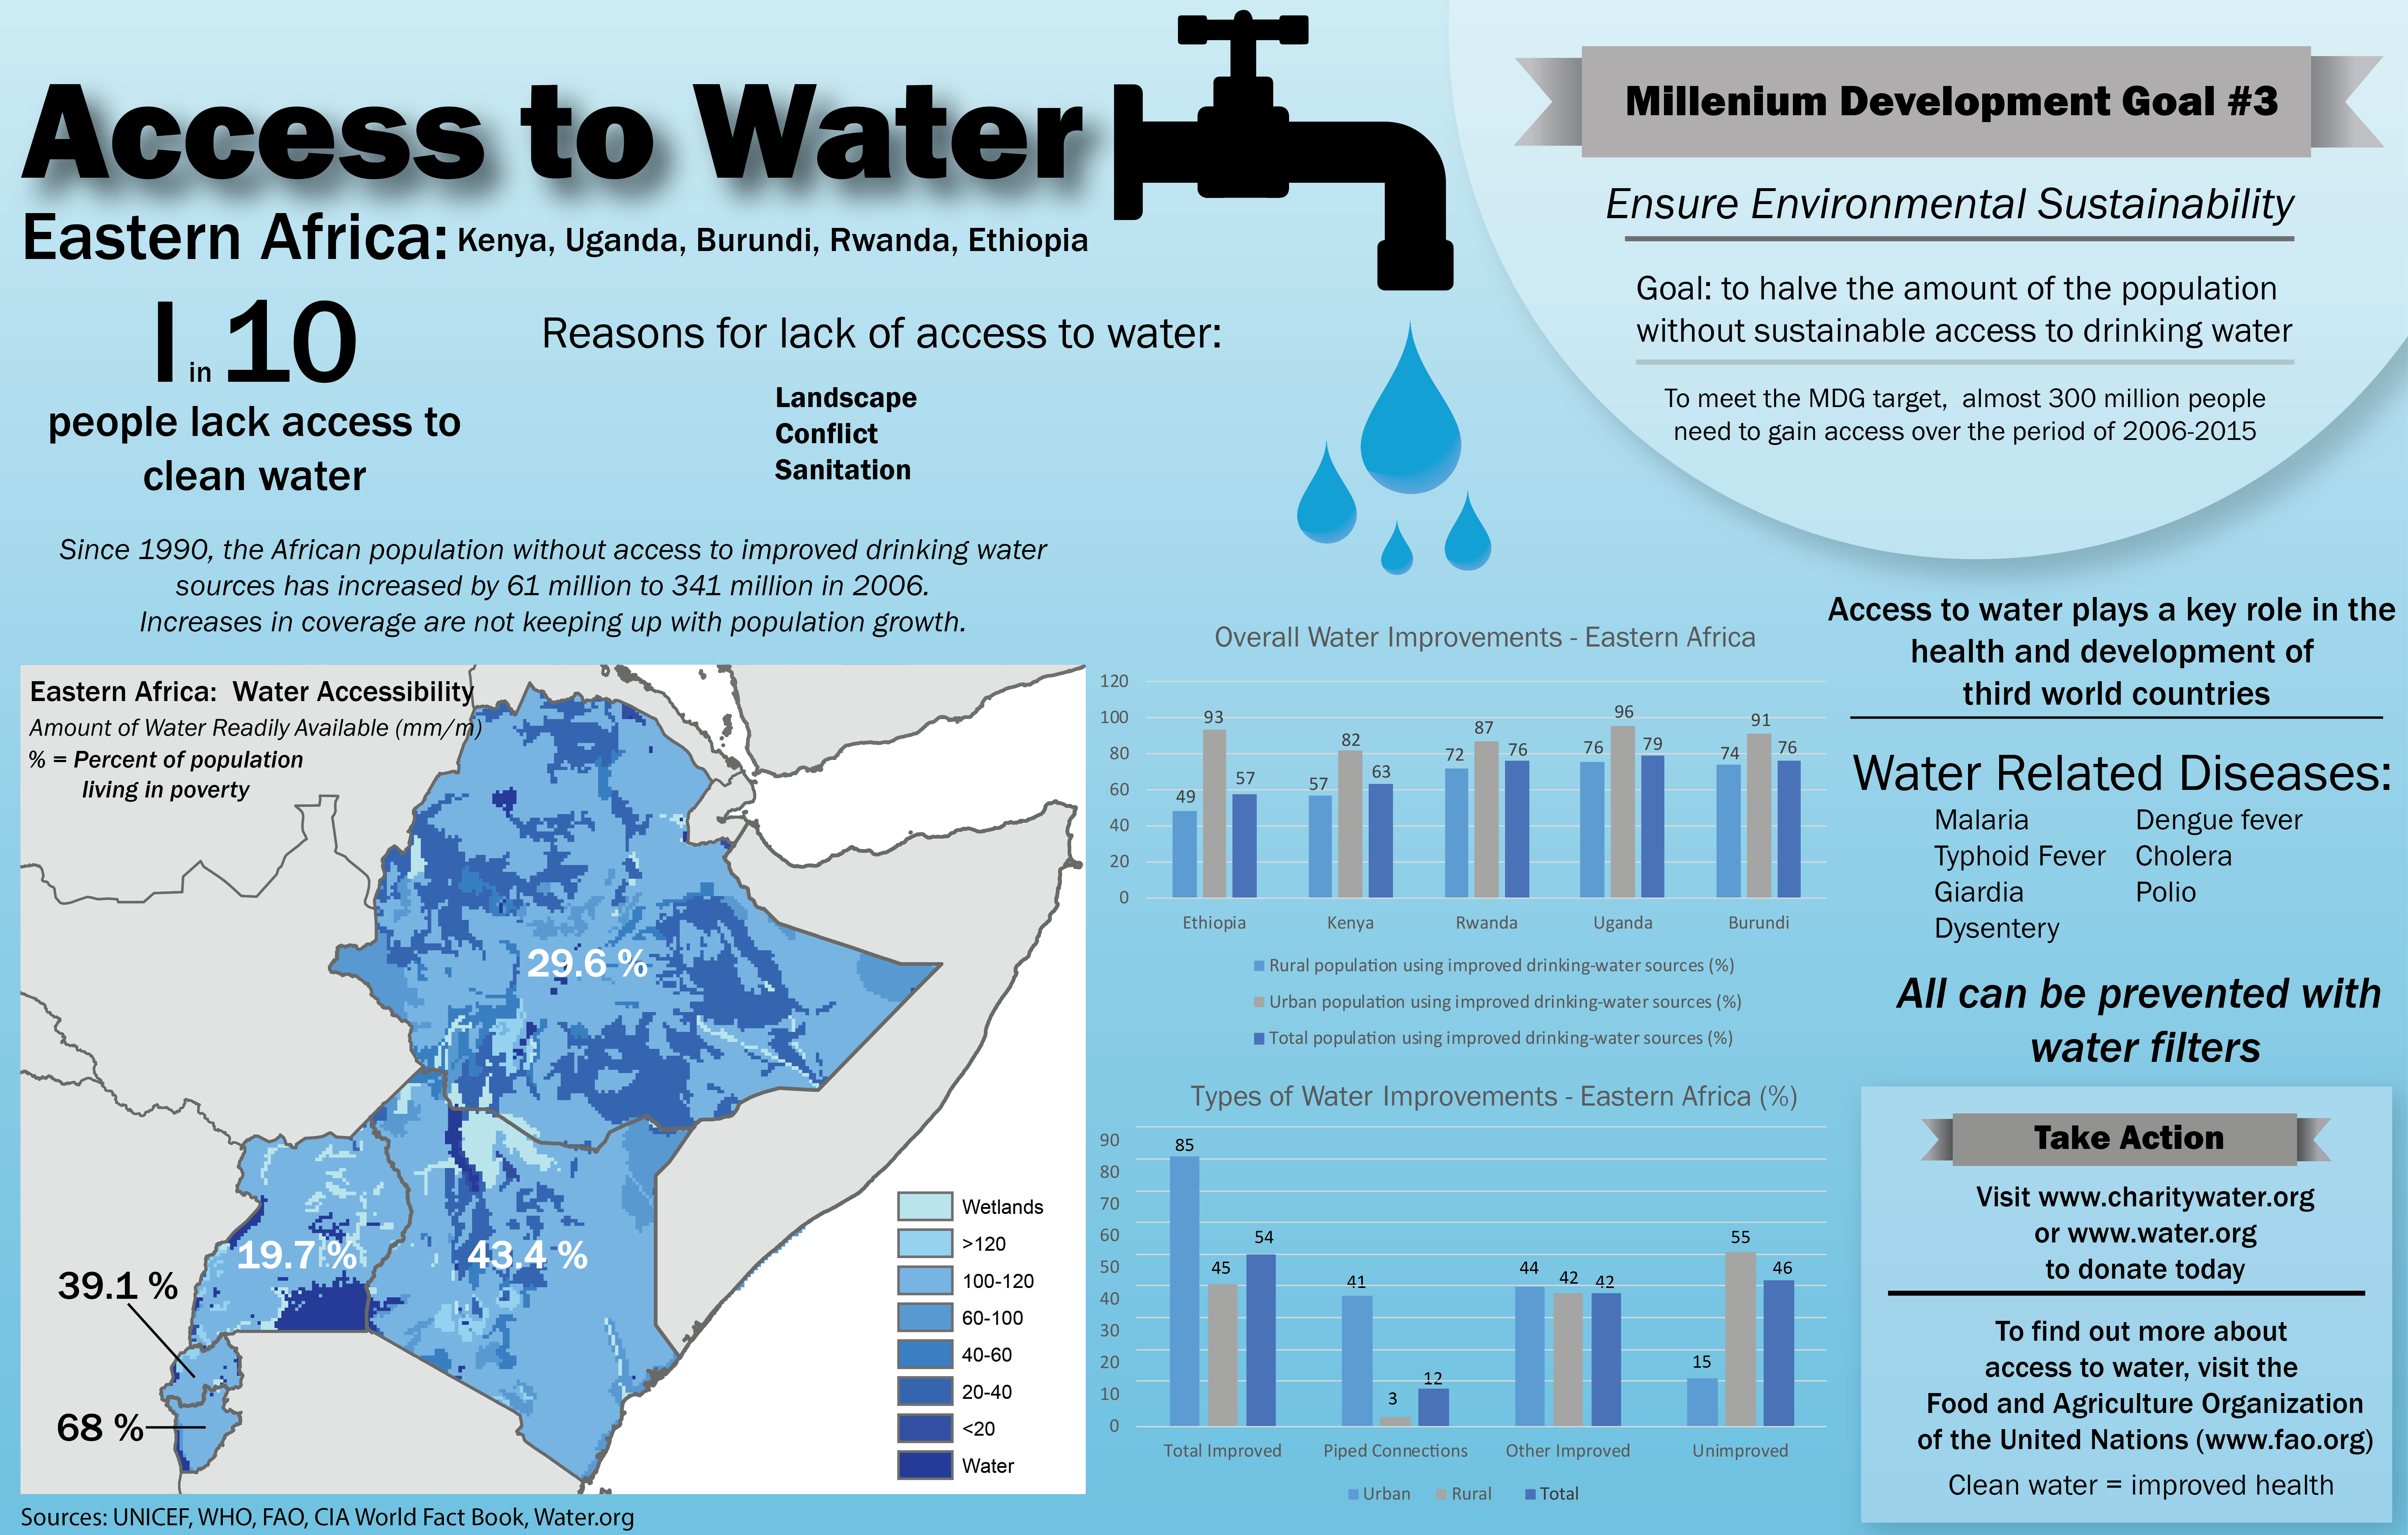 Access to Water
Eastern Africa: Kenya, Uganda, Burundi, Rwanda, Ethiopia
I in 10
people lack access to
clean water
Reasons for lack of access to water:
Landscape
Conflict
Sanitation
Since 1990, the African population without access to improved drinking water
sources has increased by 61 million to 341 million in 2006.
Increases in coverage are not keeping up with population growth.
Millenium Development Goal #3
Ensure Environmental Sustainability
Goal: to halve the amount of the population
without sustainable access to drinking water
To meet the MDG target, almost 300 million people
need to gain access over the period of 2006-2015
Eastern Africa: Water Accessibility
Amount of Water Readily Available (mm/m)
% = Percent of population
living in poverty
29.6 %
19.7 %
43.4 %
39.1 %
68 %
Wetlands
>120
100-120
60-100
40-60
20-40
<20
Water
Sources: UNICEF, WHO, FAO, CIA World Fact Book, Water.org
Overall Water Improvements - Eastern Africa
120
100
80
60
40
20
0
49 93 57
57 82 63
72 87 76
76 96 79
74 91 76
Ethiopia Kenya Rwanda Uganda Burundi
Rural population using improved drinking-water sources (%)
Urban population using improved drinking-water sources (%)
Total population using improved drinking-water sources (%)
Types of Water Improvements - Eastern Africa (%)
90
80
70
60
50
40
30
20
10
0
85 45 54
41 3 12
44 42 42
15 55 46
Total Improved Piped Connections Other Improved Unimproved
Urban Rural Total
Access to water plays a key role in the
health and development of
third world countries
Water Related Diseases:
Malaria Dengue fever
Typhoid Fever Cholera
Giardia Polio
Dysentery
All can be prevented with
water filters
Take Action
Visit www.charitywater.org
or www.water.org
to donate today
To find out more about
access to water, visit the
Food and Agriculture Organization
of the United Nations (www.fao.org)
Clean water = improved health